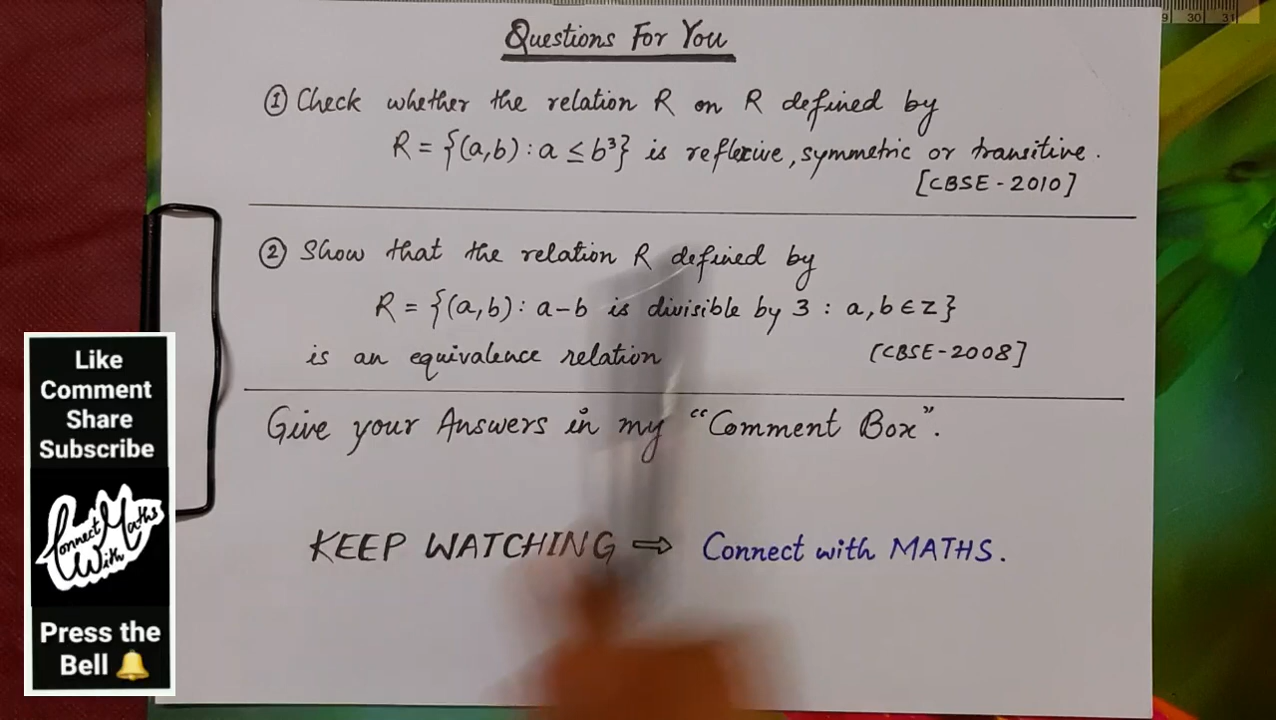 9 30 31
Questions For You
① Check whether the relation R on R defined by
R = {(a,b) : a ≤ b³} is reflexive, symmetric or transitive.
[CBSE - 2010]
② Show that the relation R defined by
R = {(a,b) : a-b is divisible by 3 : a, b ∈ Z}
is an equivalence relation [CBSE-2008]
Give your Answers in my “Comment Box”.
KEEP WATCHING ⇒ Connect with MATHS.
Like
Comment
Share
Subscribe
Connect
With
Maths
Press the
Bell 🔔